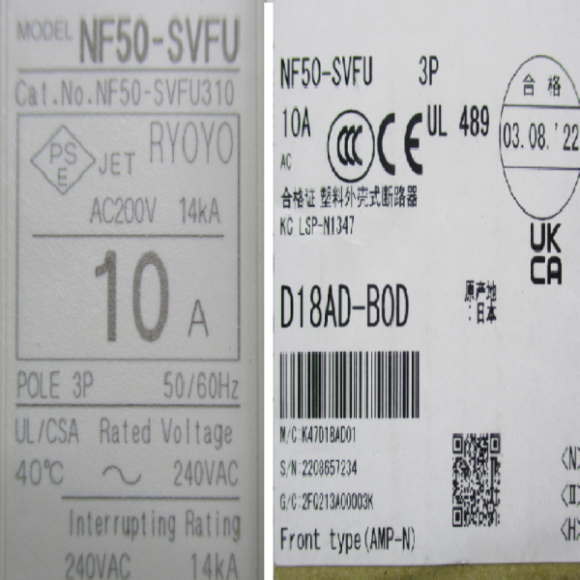 MODEL NF50-SVFU
Cat.No.NF50-SVFU310
PS E JET RYOYO
AC200V 14kA
10 A
POLE 3P 50/60Hz
UL/CSA Rated Voltage
40℃ 240VAC
Interrupting Rating
240VAC 14kA
NF50-SVFU 3P
10A CCC CE UL 489
AC
合格
03.08.'22
合格证 塑料外壳式断路器
KC LSP-N1347
UK
CA
D18AD-B0D
原产地
:日本
M/C:K4701BAD01
S/N:2208657234
G/C:2FG213A00003K
Front type(AMP-N)
<N>
<H>